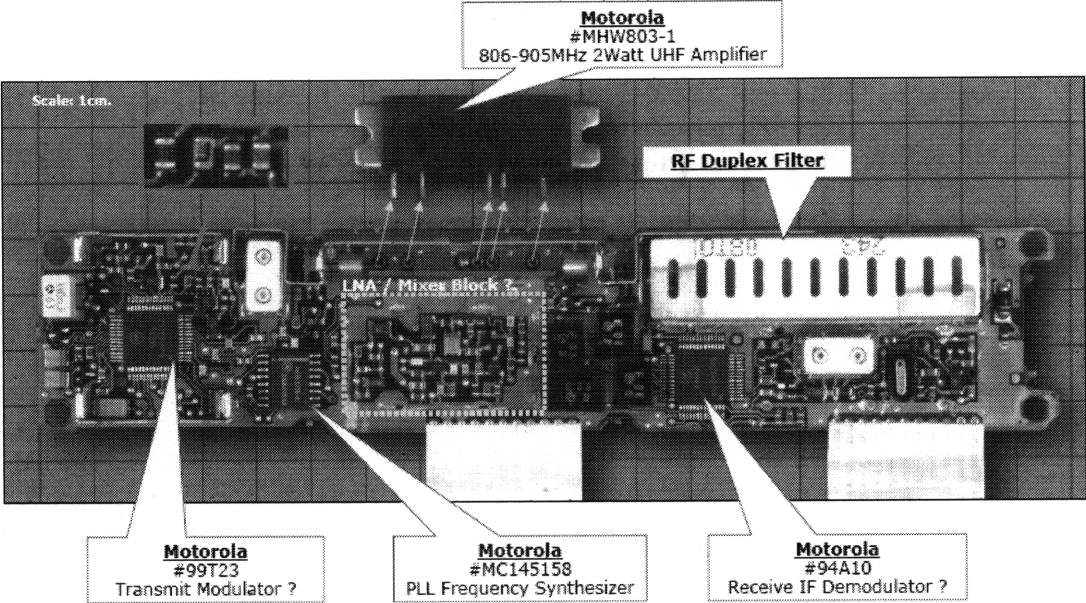 Motorola
#MHW803-1
806-905MHz 2Watt UHF Amplifier
Scale: 1cm.
RF Duplex Filter
LNA / Mixer Block ?
Motorola
#99T23
Transmit Modulator ?
Motorola
#MC145158
PLL Frequency Synthesizer
Motorola
#94A10
Receive IF Demodulator ?